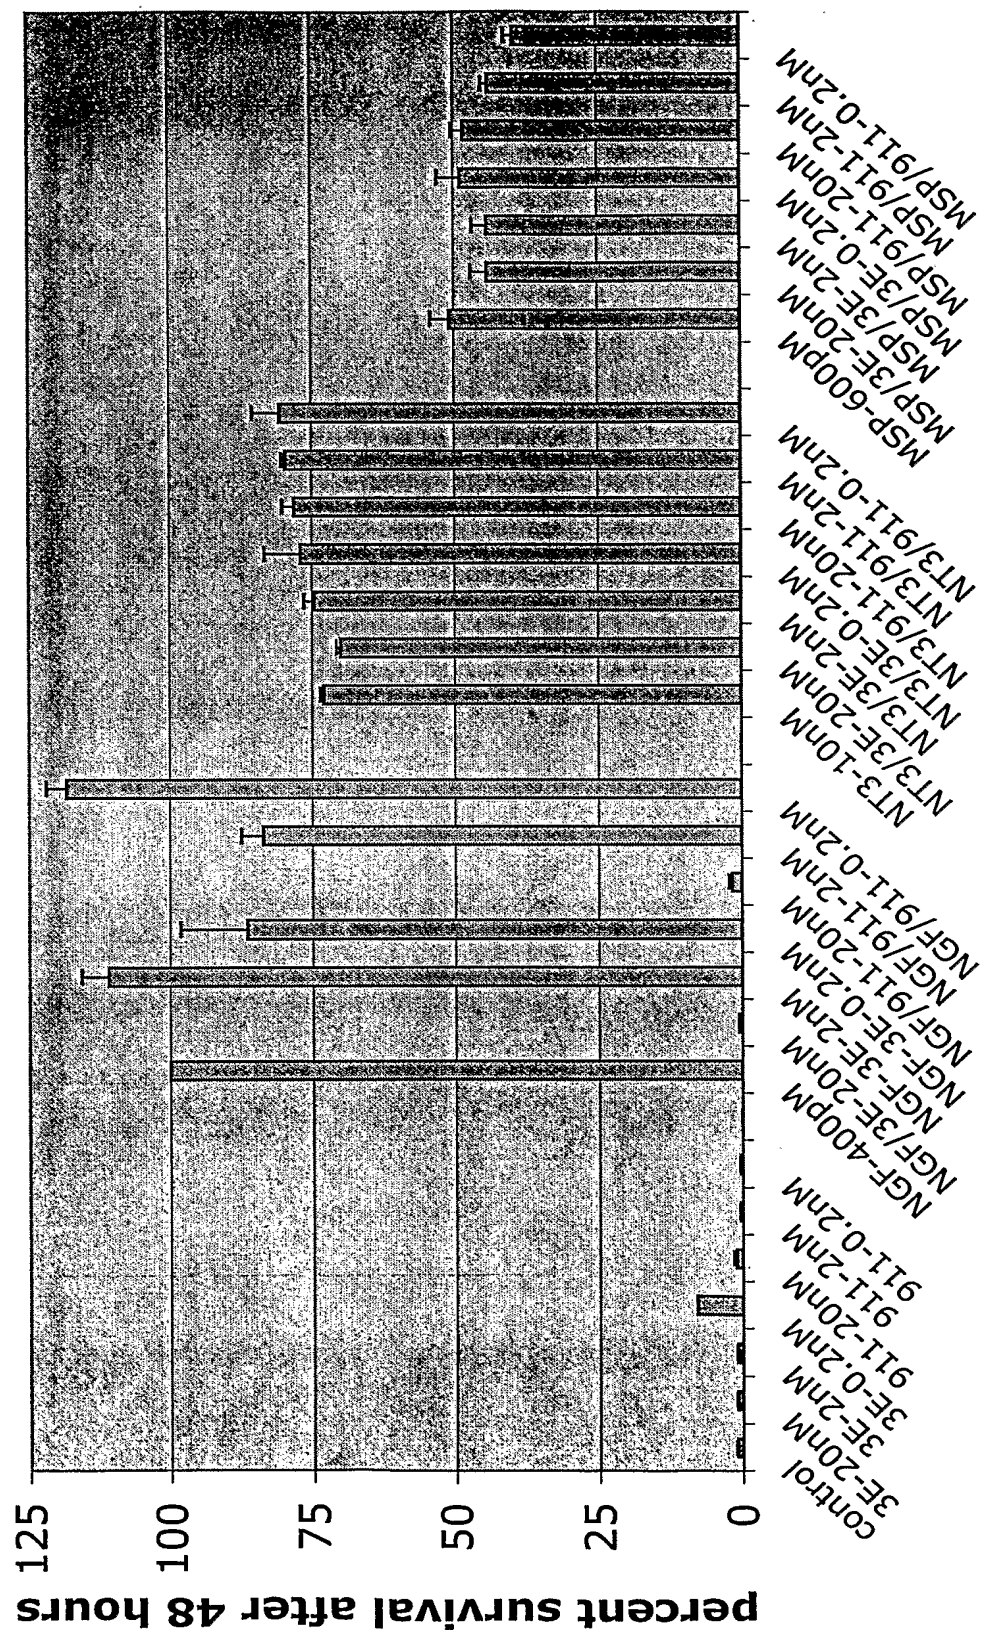 percent survival after 48 hours
125
100
75
50
25
0
control
3E-20nM
3E-2nM
3E-0.2nM
911-20nM
911-2nM
911-0.2nM
NGF-400pM
NGF/3E-20nM
NGF-3E-2nM
NGF-3E-0.2nM
NGF/911-20nM
NGF/911-2nM
NGF/911-0.2nM
NT3-10nM
NT3/3E-20nM
NT3/3E-2nM
NT3/3E-0.2nM
NT3/911-20nM
NT3/911-2nM
NT3/911-0.2nM
MSP-600pM
MSP/3E-20nM
MSP/3E-2nM
MSP/3E-0.2nM
MSP/911-20nM
MSP/911-2nM
MSP/911-0.2nM